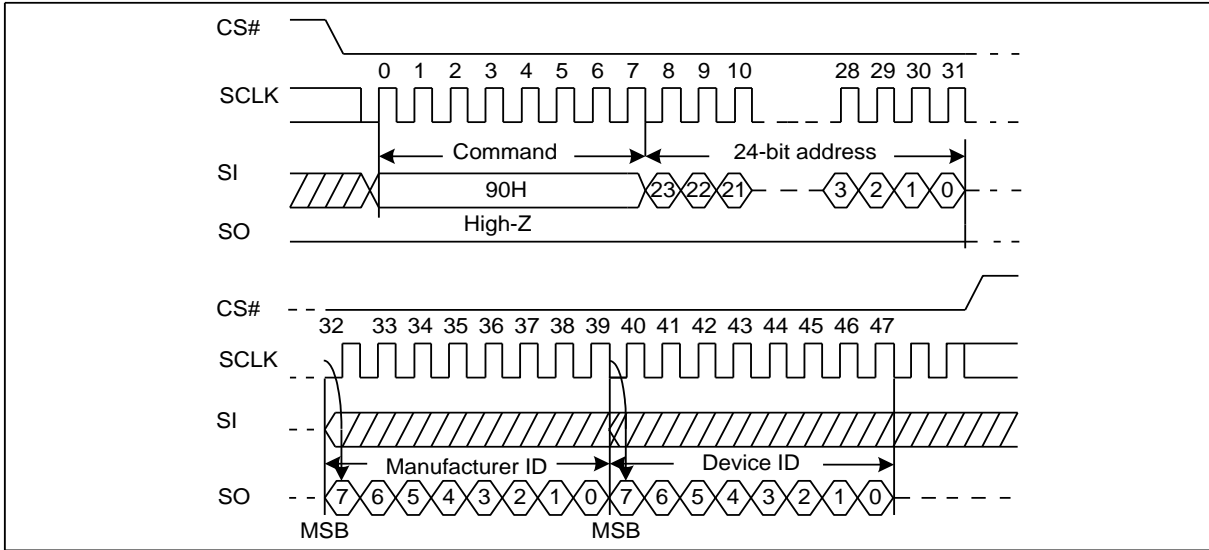 CS#
0 1 2 3 4 5 6 7 8 9 10 28 29 30 31
SCLK
Command 24-bit address
SI
90H 23 22 21 3 2 1 0
High-Z
SO
CS#
32 33 34 35 36 37 38 39 40 41 42 43 44 45 46 47
SCLK
SI
Manufacturer ID Device ID
SO 7 6 5 4 3 2 1 0 7 6 5 4 3 2 1 0
MSB MSB